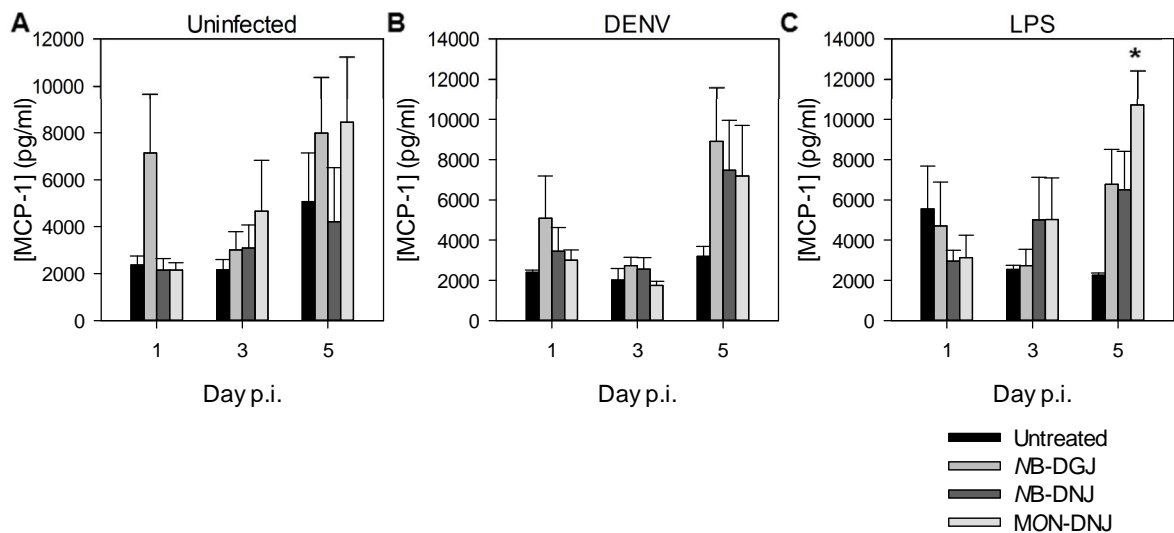 A
Uninfected
[MCP-1] (pg/ml)
12000
10000
8000
6000
4000
2000
0
1 3 5
Day p.i.
B
DENV
[MCP-1] (pg/ml)
14000
12000
10000
8000
6000
4000
2000
0
1 3 5
Day p.i.
C
LPS
[MCP-1] (pg/ml)
14000
12000
10000
8000
6000
4000
2000
0
*
1 3 5
Day p.i.
Untreated
NB-DGJ
NB-DNJ
MON-DNJ